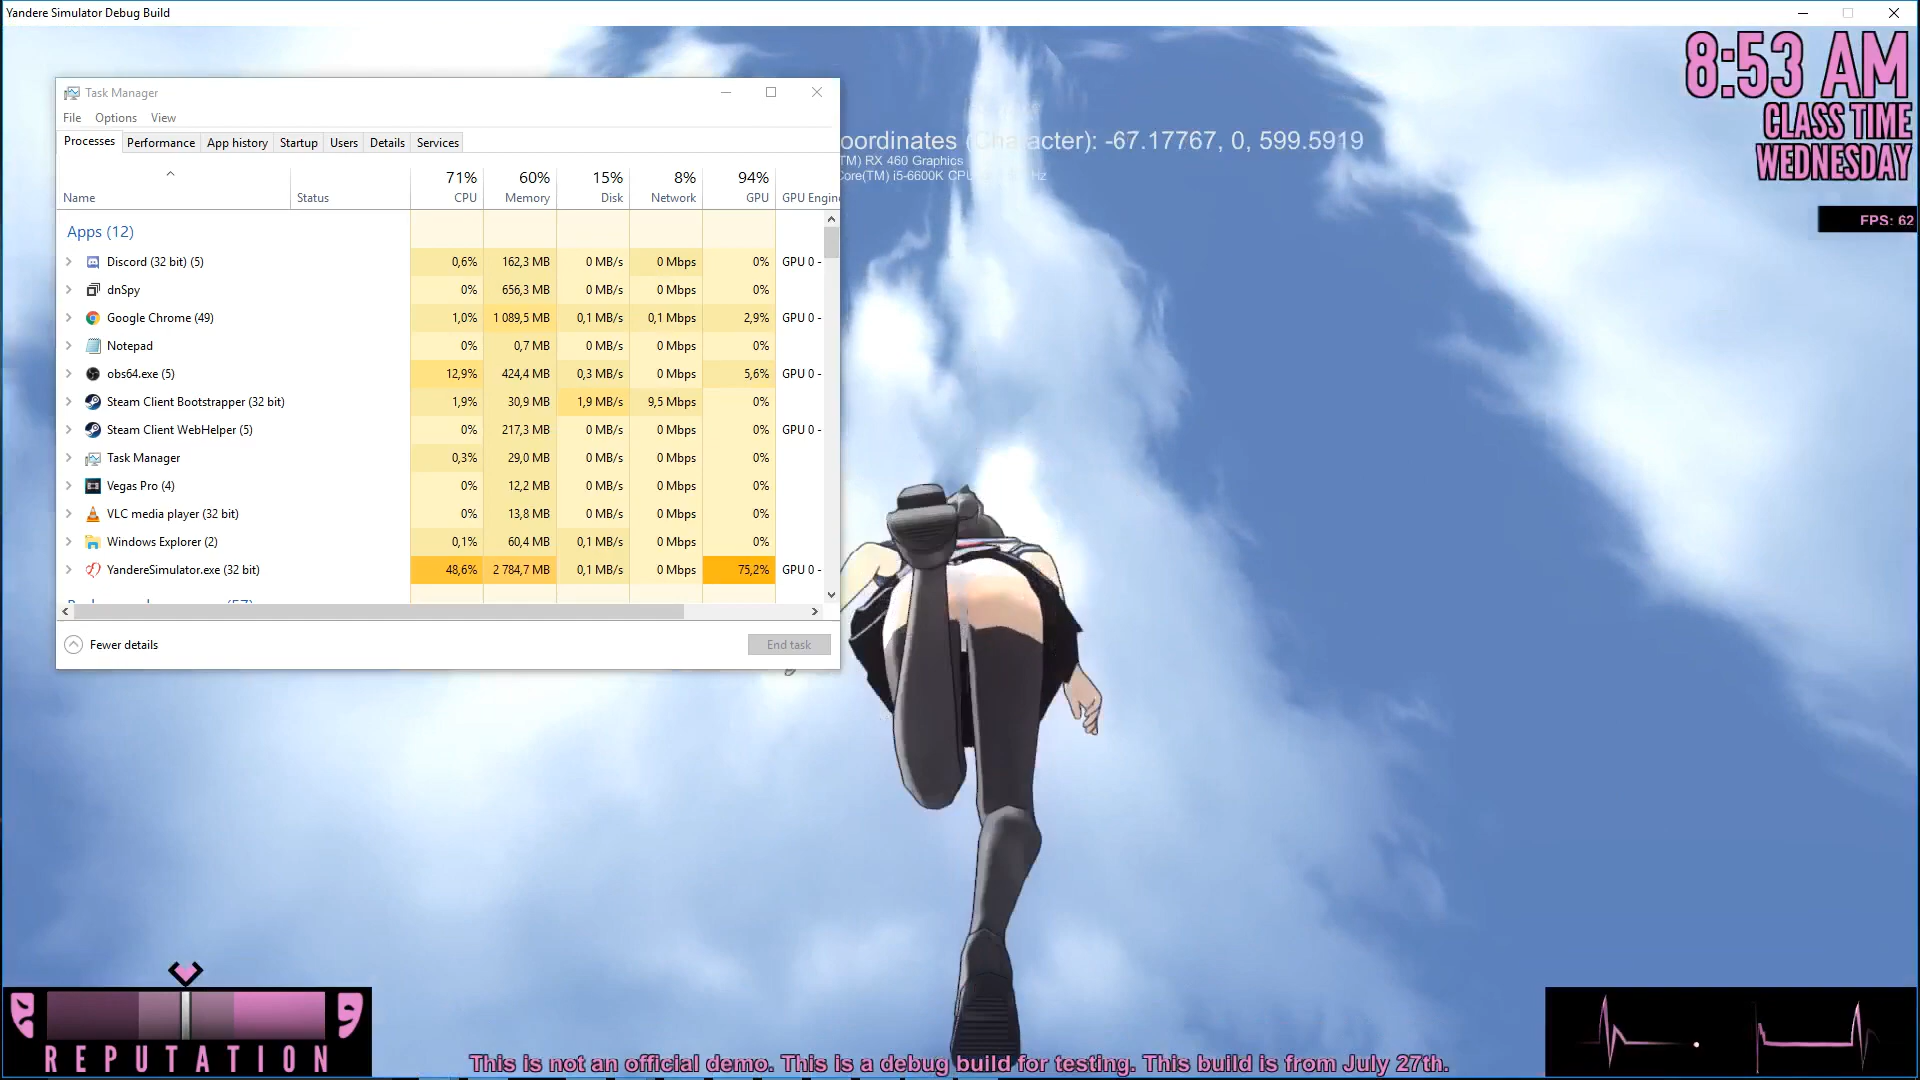 Yandere Simulator Debug Build
8:53 AM
CLASS TIME
WEDNESDAY
FPS: 62
Task Manager
File Options View
Processes Performance App history Startup Users Details Services
71% 60% 15% 8% 94%
Name Status CPU Memory Disk Network GPU GPU Engin
Apps (12)
Discord (32 bit) (5) 0,6% 162,3 MB 0 MB/s 0 Mbps 0% GPU 0 -
dnSpy 0% 656,3 MB 0 MB/s 0 Mbps 0%
Google Chrome (49) 1,0% 1 089,5 MB 0,1 MB/s 0,1 Mbps 2,9% GPU 0 -
Notepad 0% 0,7 MB 0 MB/s 0 Mbps 0%
obs64.exe (5) 12,9% 424,4 MB 0,3 MB/s 0 Mbps 5,6% GPU 0 -
Steam Client Bootstrapper (32 bit) 1,9% 30,9 MB 1,9 MB/s 9,5 Mbps 0%
Steam Client WebHelper (5) 0% 217,3 MB 0 MB/s 0 Mbps 0% GPU 0 -
Task Manager 0,3% 29,0 MB 0 MB/s 0 Mbps 0%
Vegas Pro (4) 0% 12,2 MB 0 MB/s 0 Mbps 0%
VLC media player (32 bit) 0% 13,8 MB 0 MB/s 0 Mbps 0%
Windows Explorer (2) 0,1% 60,4 MB 0,1 MB/s 0 Mbps 0%
YandereSimulator.exe (32 bit) 48,6% 2 784,7 MB 0,1 MB/s 0 Mbps 75,2% GPU 0 -
Fewer details End task
oordinates (Character): -67.17767, 0, 599.5919
(TM) RX 460 Graphics
Core(TM) i5-6600K CPU
REPUTATION
This is not an official demo. This is a debug build for testing. This build is from July 27th.